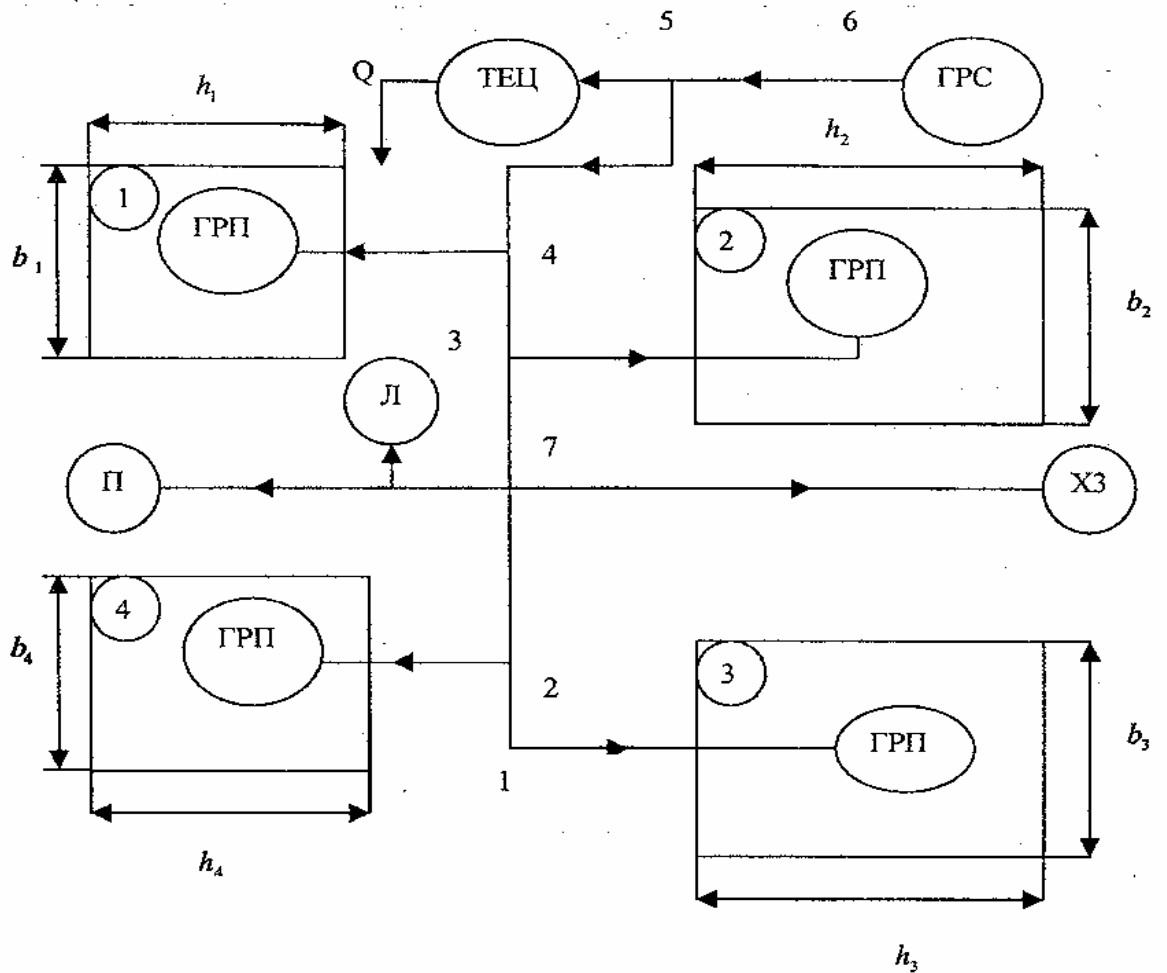 5 6
Q ТЕЦ ГРС
h₁ h₂
1 ГРП 2 ГРП
b₁ 4 b₂
3
Л
7
П ХЗ
4 ГРП 3 ГРП
b₄ 2 b₃
1
h₄
h₃